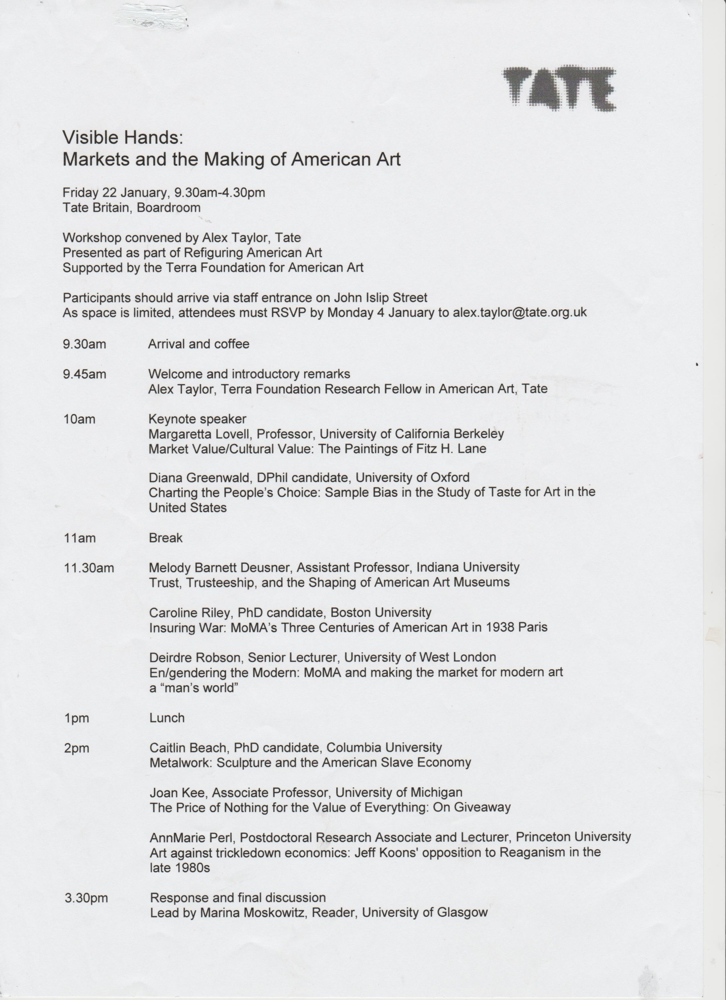 TATE
Visible Hands:
Markets and the Making of American Art
Friday 22 January, 9.30am-4.30pm
Tate Britain, Boardroom
Workshop convened by Alex Taylor, Tate
Presented as part of Refiguring American Art
Supported by the Terra Foundation for American Art
Participants should arrive via staff entrance on John Islip Street
As space is limited, attendees must RSVP by Monday 4 January to alex.taylor@tate.org.uk
9.30am Arrival and coffee
9.45am Welcome and introductory remarks
Alex Taylor, Terra Foundation Research Fellow in American Art, Tate
10am Keynote speaker
Margaretta Lovell, Professor, University of California Berkeley
Market Value/Cultural Value: The Paintings of Fitz H. Lane
Diana Greenwald, DPhil candidate, University of Oxford
Charting the People's Choice: Sample Bias in the Study of Taste for Art in the
United States
11am Break
11.30am Melody Barnett Deusner, Assistant Professor, Indiana University
Trust, Trusteeship, and the Shaping of American Art Museums
Caroline Riley, PhD candidate, Boston University
Insuring War: MoMA's Three Centuries of American Art in 1938 Paris
Deirdre Robson, Senior Lecturer, University of West London
En/gendering the Modern: MoMA and making the market for modern art
a “man's world”
1pm Lunch
2pm Caitlin Beach, PhD candidate, Columbia University
Metalwork: Sculpture and the American Slave Economy
Joan Kee, Associate Professor, University of Michigan
The Price of Nothing for the Value of Everything: On Giveaway
AnnMarie Perl, Postdoctoral Research Associate and Lecturer, Princeton University
Art against trickledown economics: Jeff Koons' opposition to Reaganism in the
late 1980s
3.30pm Response and final discussion
Lead by Marina Moskowitz, Reader, University of Glasgow